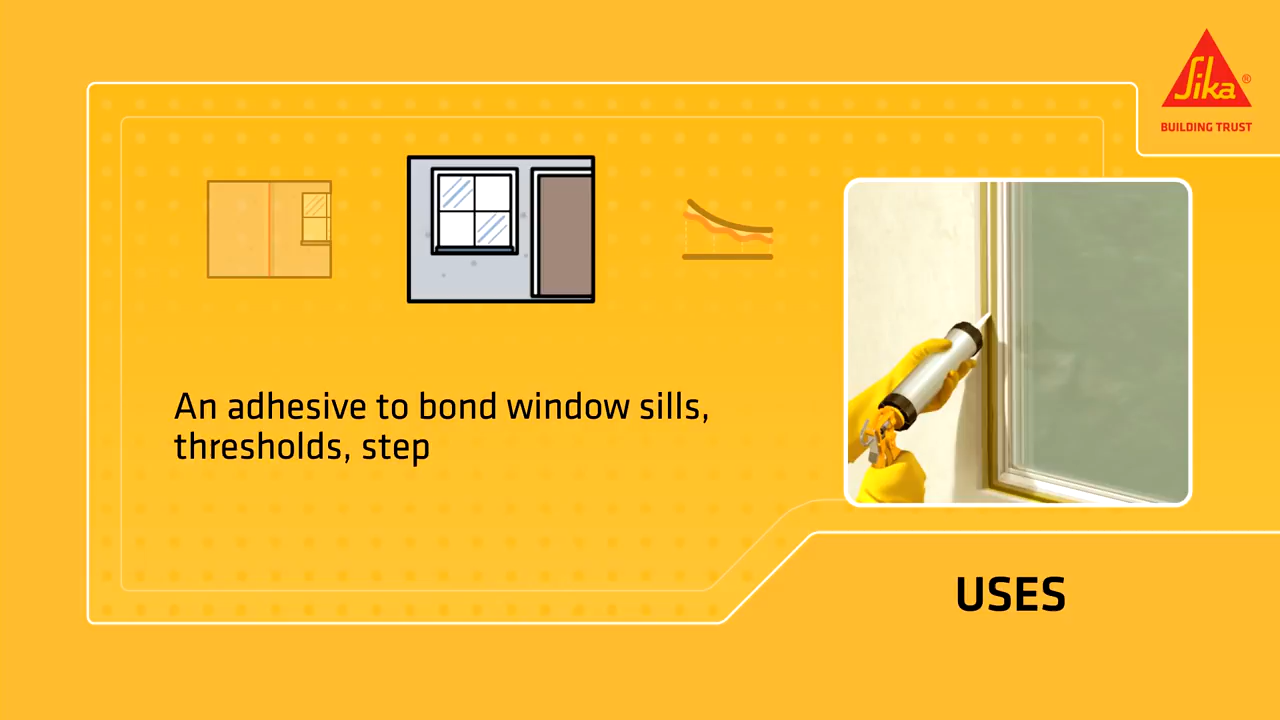 Sika®
BUILDING TRUST
An adhesive to bond window sills,
thresholds, step
USES